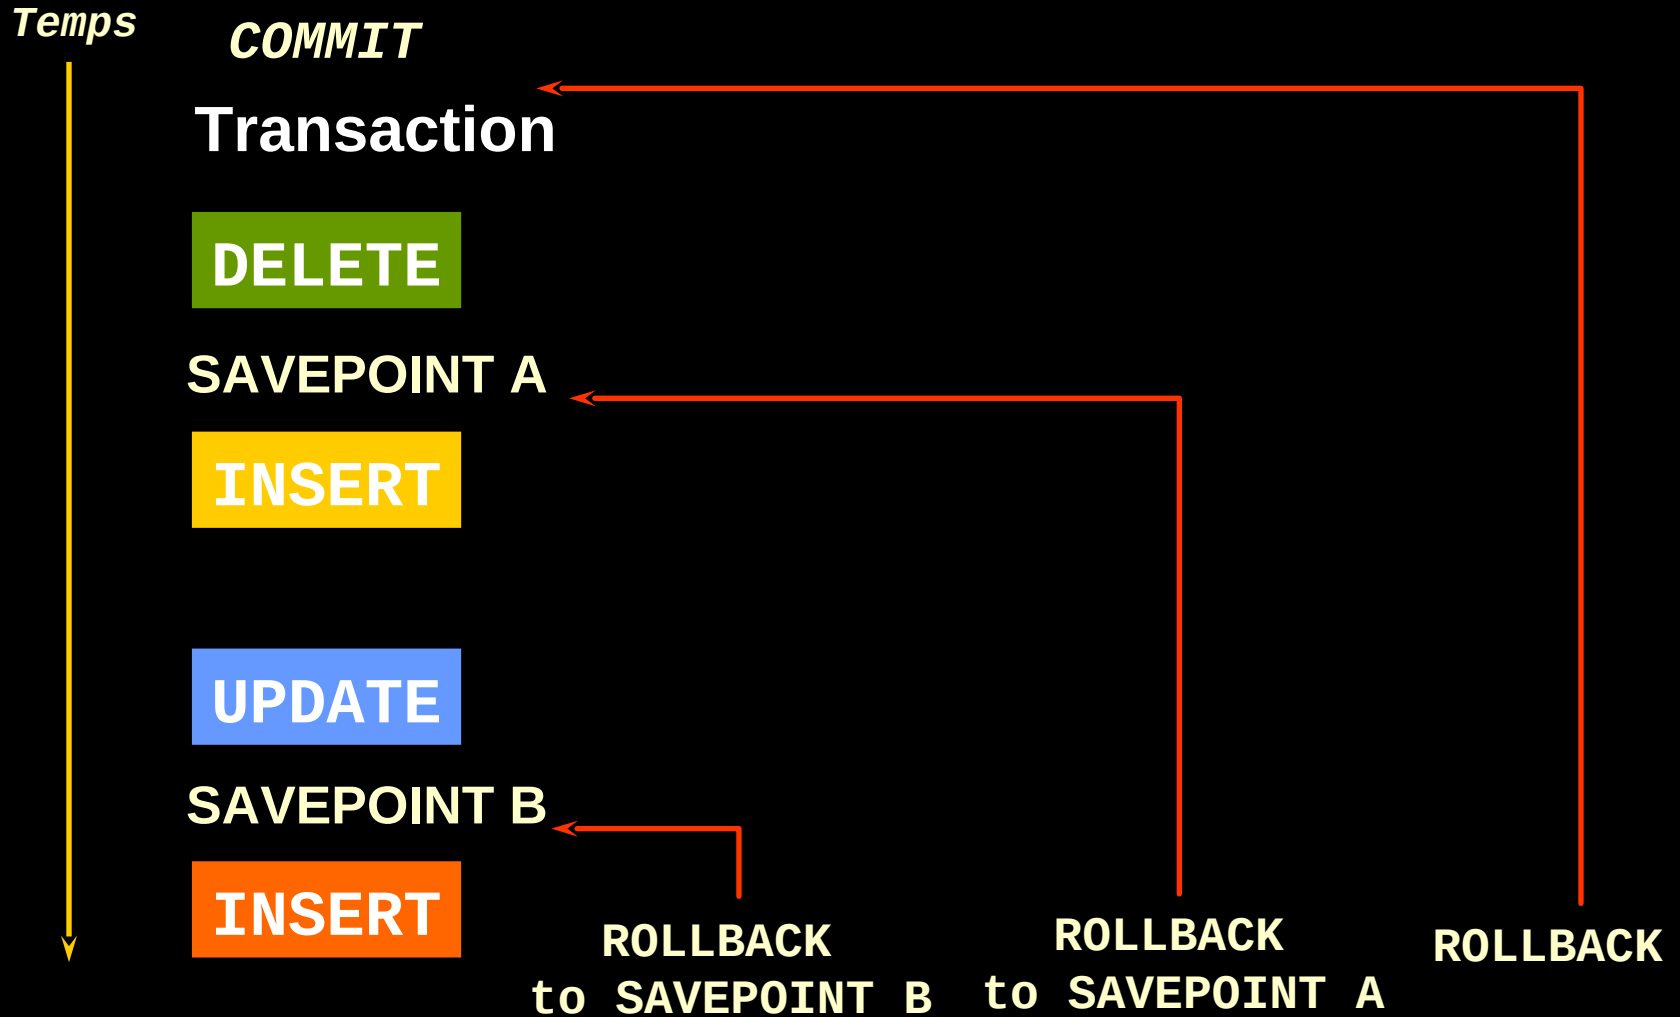 Temps
COMMIT
Transaction
DELETE
SAVEPOINT A
INSERT
UPDATE
SAVEPOINT B
INSERT
ROLLBACK
to SAVEPOINT B
ROLLBACK
to SAVEPOINT A
ROLLBACK